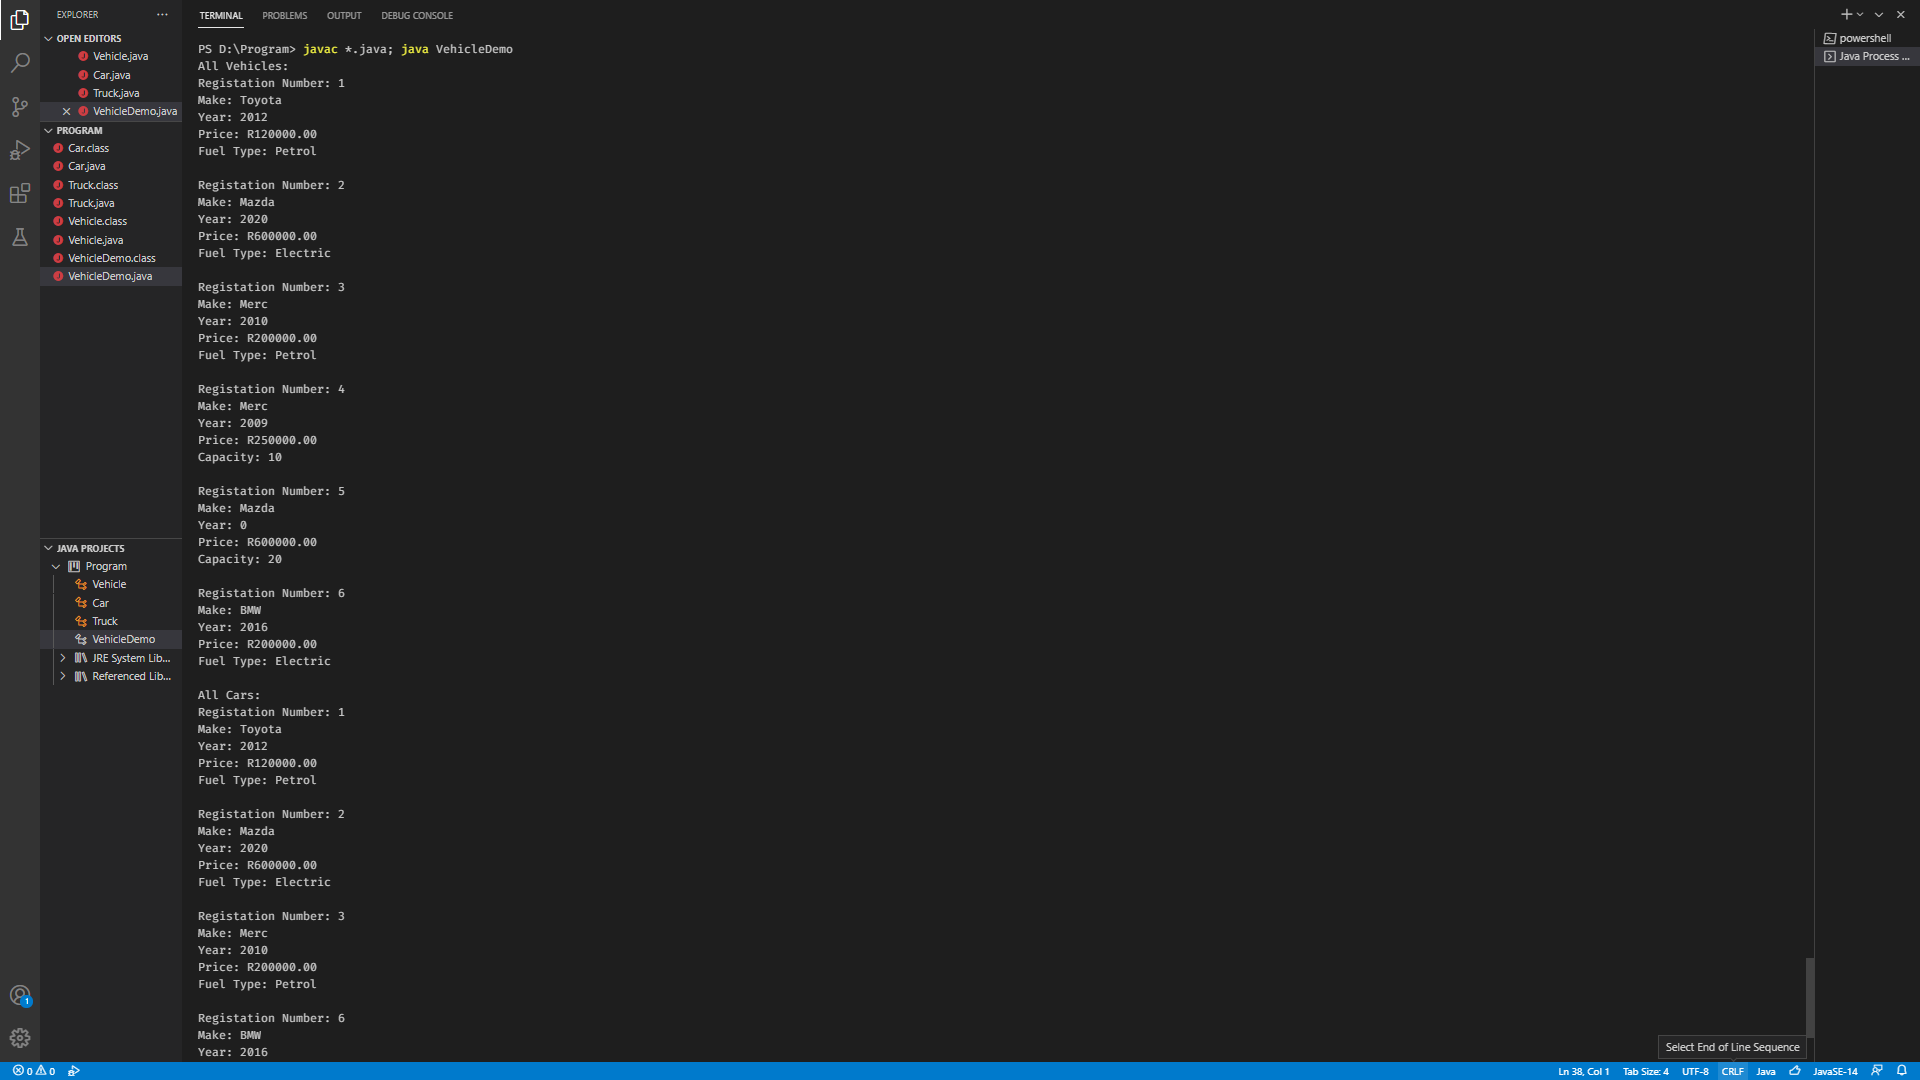 EXPLORER
OPEN EDITORS
Vehicle.java
Car.java
Truck.java
VehicleDemo.java
PROGRAM
Car.class
Car.java
Truck.class
Truck.java
Vehicle.class
Vehicle.java
VehicleDemo.class
VehicleDemo.java
JAVA PROJECTS
Program
Vehicle
Car
Truck
VehicleDemo
JRE System Lib...
Referenced Lib...
1
TERMINAL PROBLEMS OUTPUT DEBUG CONSOLE
PS D:\Program> javac *.java; java VehicleDemo
All Vehicles:
Registation Number: 1
Make: Toyota
Year: 2012
Price: R120000.00
Fuel Type: Petrol
Registation Number: 2
Make: Mazda
Year: 2020
Price: R600000.00
Fuel Type: Electric
Registation Number: 3
Make: Merc
Year: 2010
Price: R200000.00
Fuel Type: Petrol
Registation Number: 4
Make: Merc
Year: 2009
Price: R250000.00
Capacity: 10
Registation Number: 5
Make: Mazda
Year: 0
Price: R600000.00
Capacity: 20
Registation Number: 6
Make: BMW
Year: 2016
Price: R200000.00
Fuel Type: Electric
All Cars:
Registation Number: 1
Make: Toyota
Year: 2012
Price: R120000.00
Fuel Type: Petrol
Registation Number: 2
Make: Mazda
Year: 2020
Price: R600000.00
Fuel Type: Electric
Registation Number: 3
Make: Merc
Year: 2010
Price: R200000.00
Fuel Type: Petrol
Registation Number: 6
Make: BMW
Year: 2016
powershell
Java Process ...
Select End of Line Sequence
0 0
Ln 38, Col 1 Tab Size: 4 UTF-8 CRLF Java JavaSE-14